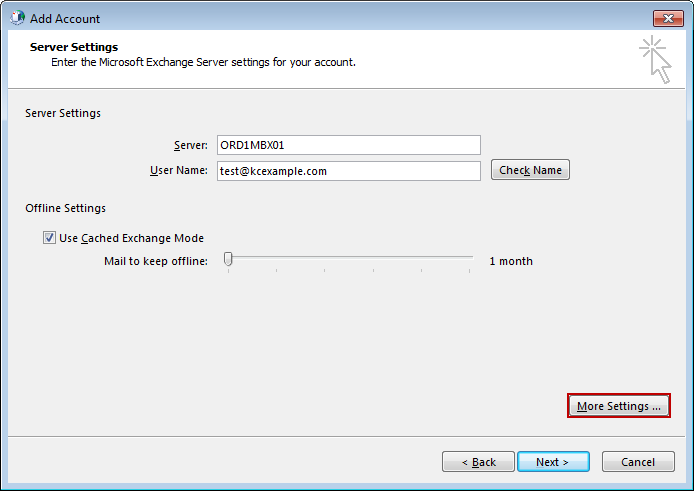 Add Account
Server Settings
Enter the Microsoft Exchange Server settings for your account.
Server Settings
Server: ORD1MBX01
User Name: test@kcexample.com Check Name
Offline Settings
Use Cached Exchange Mode
Mail to keep offline: 1 month
More Settings ...
< Back Next > Cancel